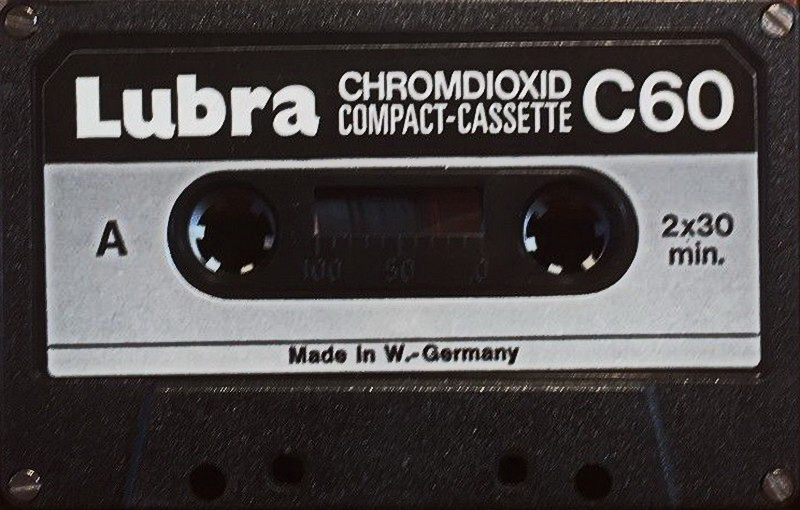 Lubra CHROMDIOXID C60
COMPACT-CASSETTE
A
2x30
min.
100 50 0
Made in W.-Germany